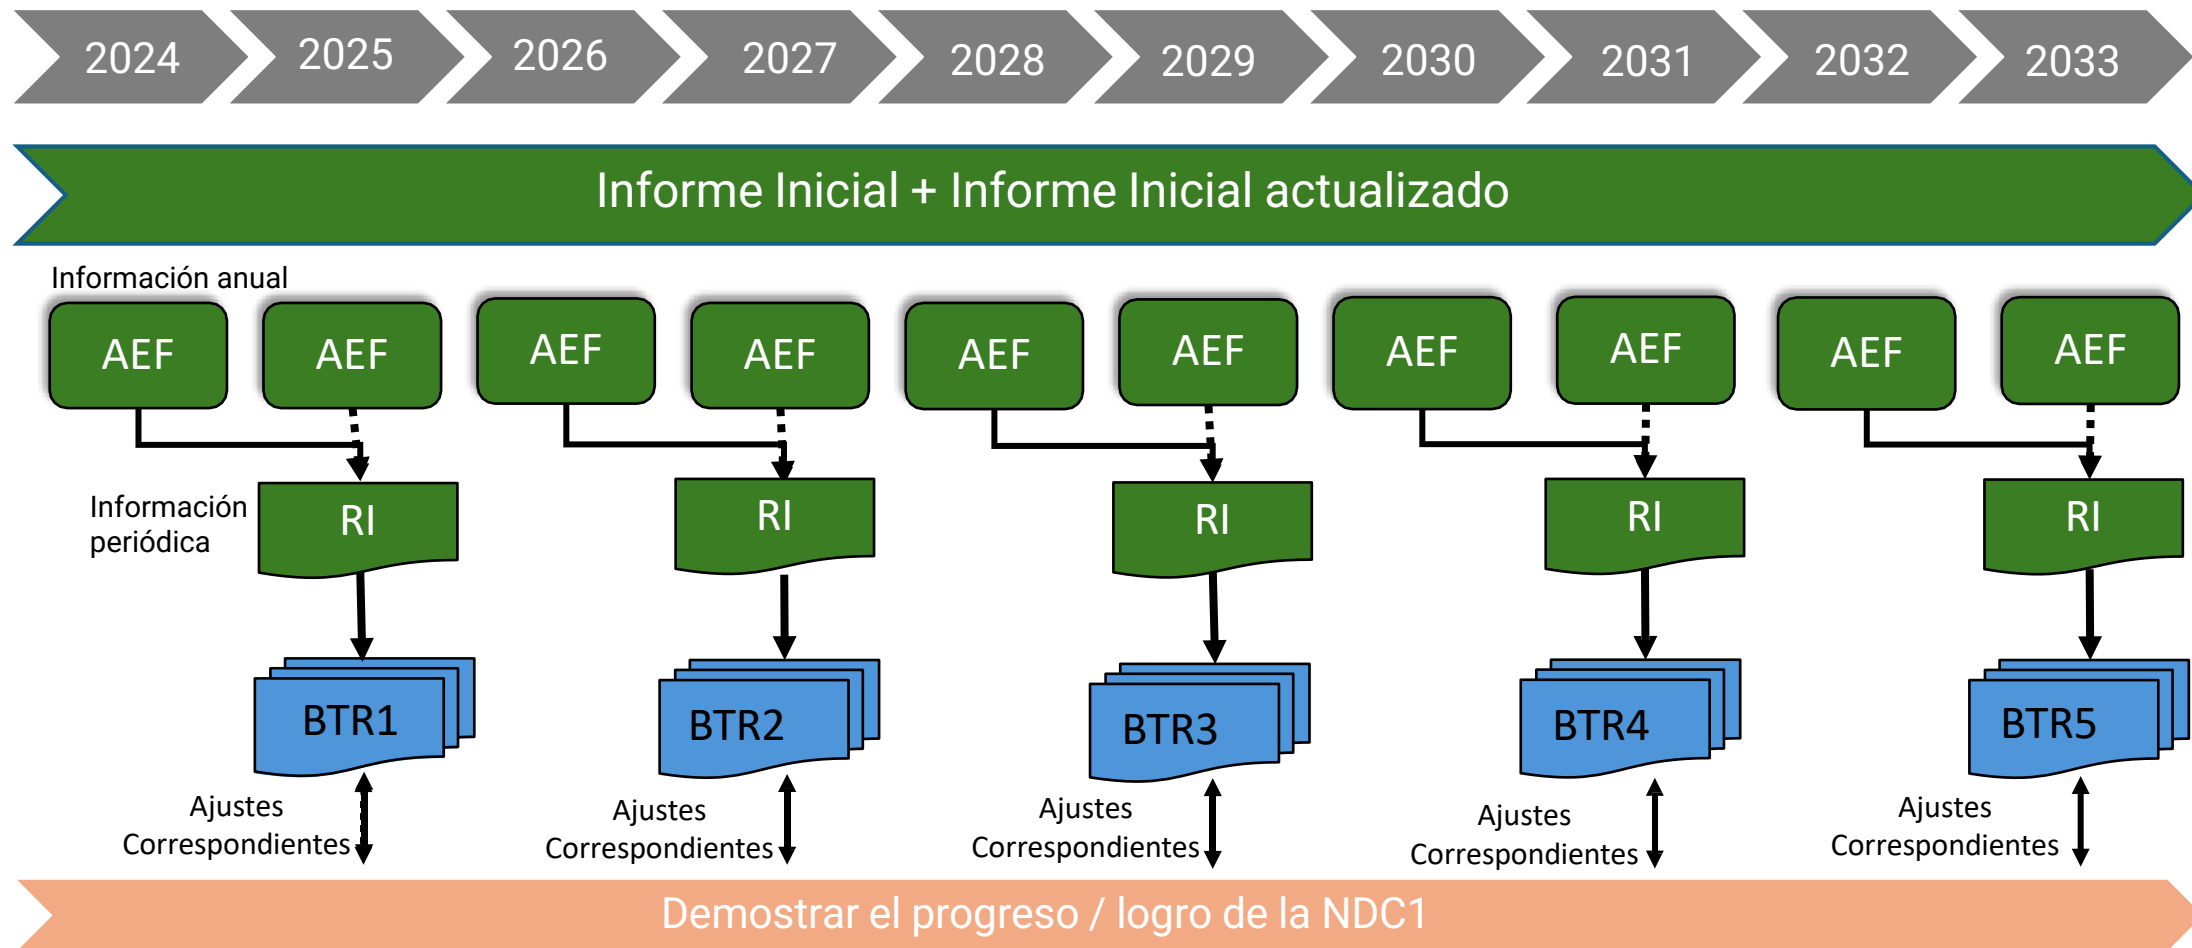 2024 2025 2026 2027 2028 2029 2030 2031 2032 2033
Informe Inicial + Informe Inicial actualizado
Información anual
AEF AEF AEF AEF AEF AEF AEF AEF AEF AEF
Información
periódica
RI RI RI RI RI
BTR1 BTR2 BTR3 BTR4 BTR5
Ajustes
Correspondientes
Ajustes
Correspondientes
Ajustes
Correspondientes
Ajustes
Correspondientes
Ajustes
Correspondientes
Demostrar el progreso / logro de la NDC1